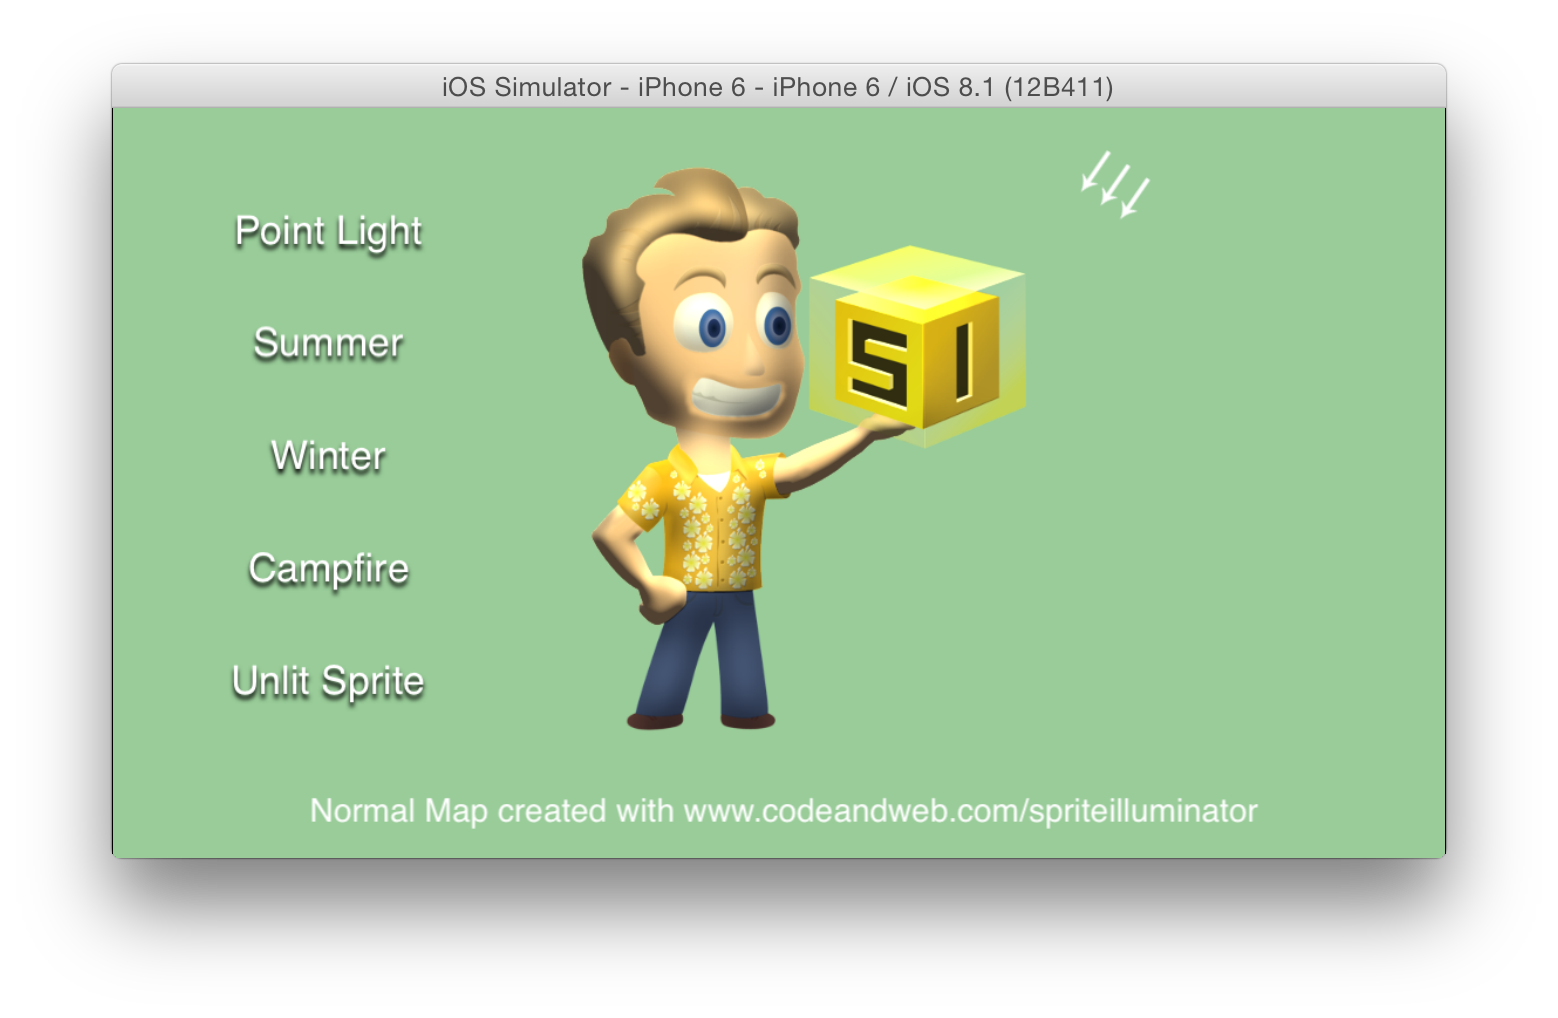 iOS Simulator - iPhone 6 - iPhone 6 / iOS 8.1 (12B411)
Point Light
Summer
Winter
Campfire
Unlit Sprite
SI
Normal Map created with www.codeandweb.com/spriteilluminator